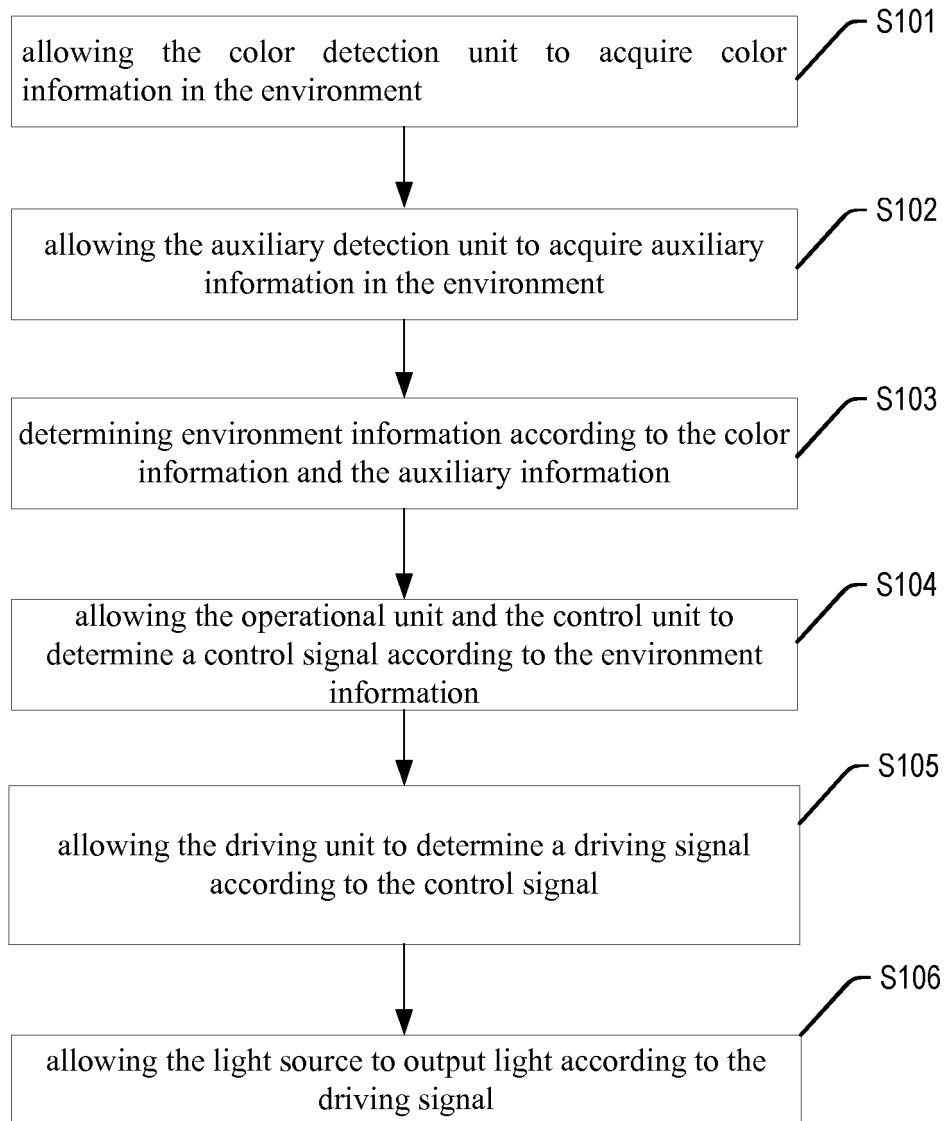 S101
allowing the color detection unit to acquire color
information in the environment
S102
allowing the auxiliary detection unit to acquire auxiliary
information in the environment
S103
determining environment information according to the color
information and the auxiliary information
S104
allowing the operational unit and the control unit to
determine a control signal according to the environment
information
S105
allowing the driving unit to determine a driving signal
according to the control signal
S106
allowing the light source to output light according to the
driving signal